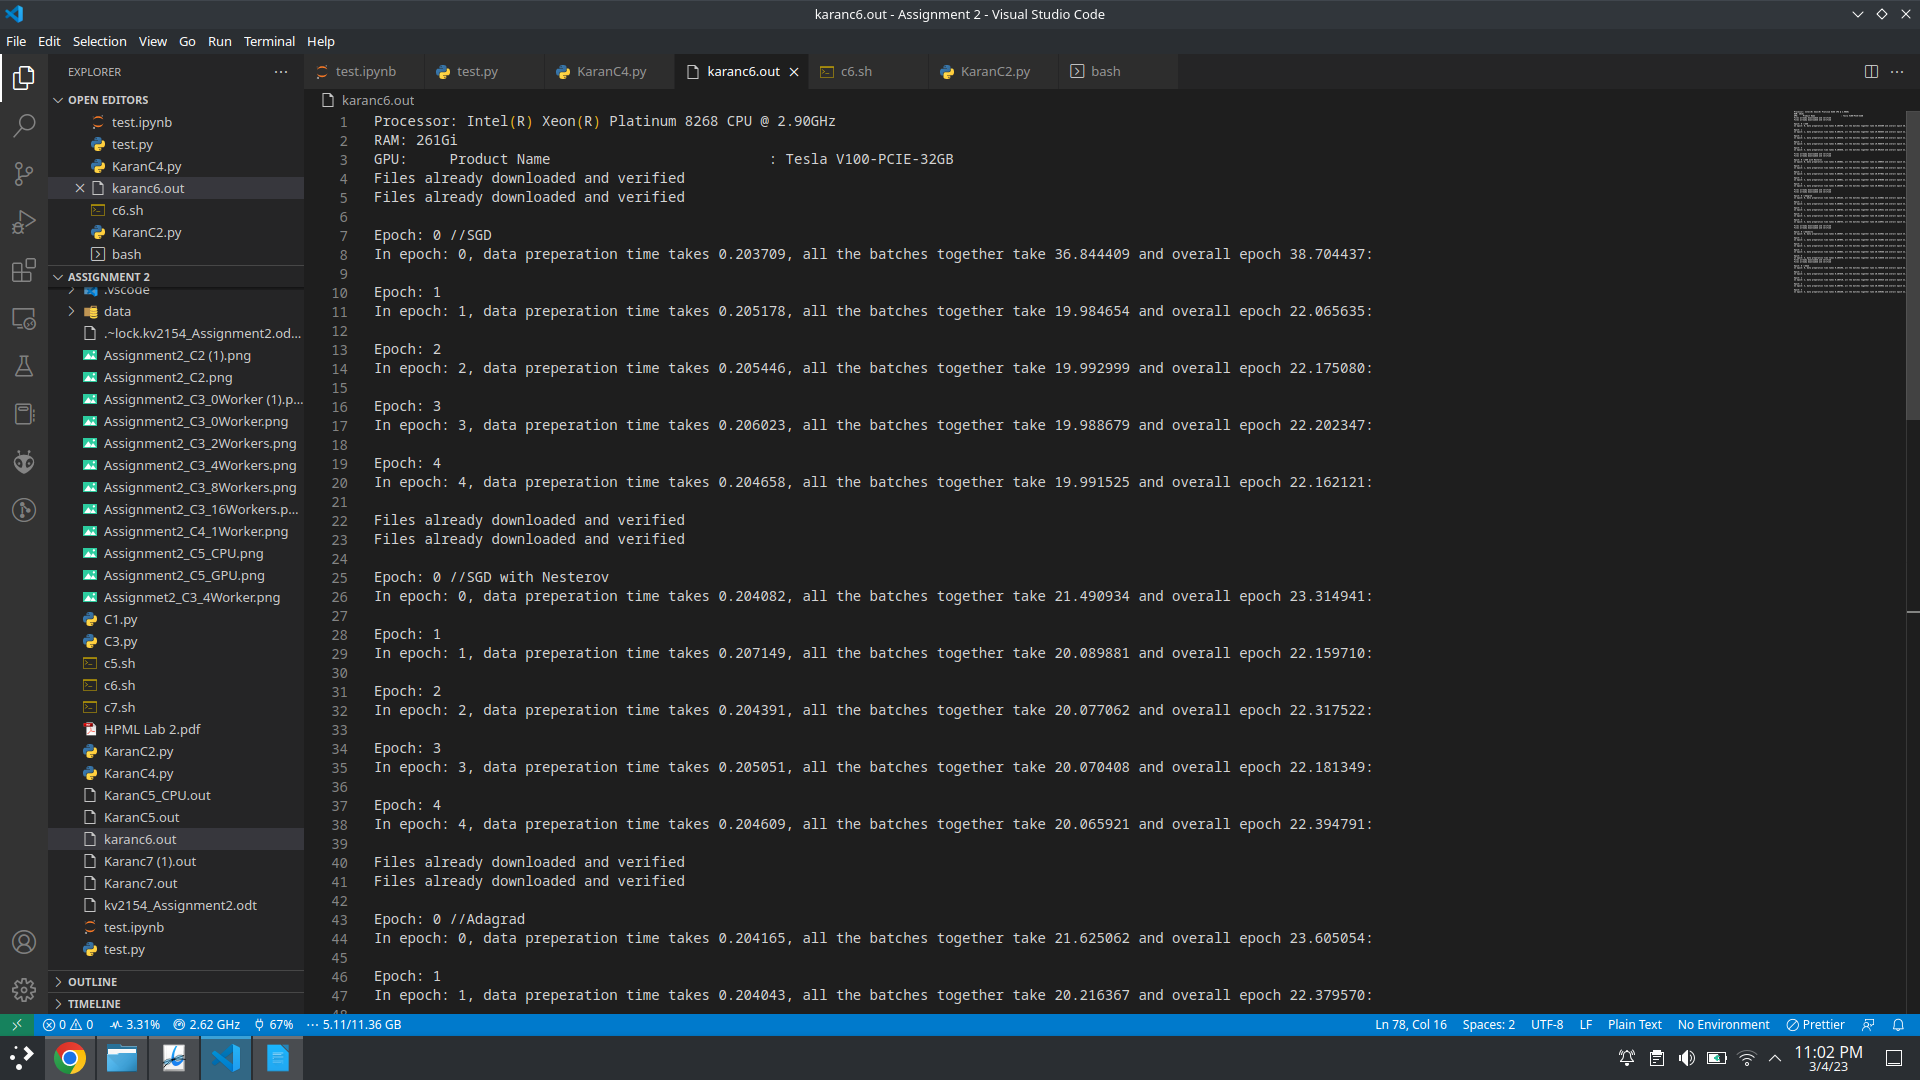 karanc6.out - Assignment 2 - Visual Studio Code
File Edit Selection View Go Run Terminal Help
EXPLORER
OPEN EDITORS
test.ipynb
test.py
KaranC4.py
karanc6.out
c6.sh
KaranC2.py
bash
ASSIGNMENT 2
.vscode
data
.~lock.kv2154_Assignment2.od...
Assignment2_C2 (1).png
Assignment2_C2.png
Assignment2_C3_0Worker (1).p...
Assignment2_C3_0Worker.png
Assignment2_C3_2Workers.png
Assignment2_C3_4Workers.png
Assignment2_C3_8Workers.png
Assignment2_C3_16Workers.p...
Assignment2_C4_1Worker.png
Assignment2_C5_CPU.png
Assignment2_C5_GPU.png
Assignmet2_C3_4Worker.png
C1.py
C3.py
c5.sh
c6.sh
c7.sh
HPML Lab 2.pdf
KaranC2.py
KaranC4.py
KaranC5_CPU.out
KaranC5.out
karanc6.out
Karanc7 (1).out
Karanc7.out
kv2154_Assignment2.odt
test.ipynb
test.py
OUTLINE
TIMELINE
test.ipynb test.py KaranC4.py karanc6.out c6.sh KaranC2.py bash
karanc6.out
1 Processor: Intel(R) Xeon(R) Platinum 8268 CPU @ 2.90GHz
2 RAM: 261Gi
3 GPU: Product Name : Tesla V100-PCIE-32GB
4 Files already downloaded and verified
5 Files already downloaded and verified
6
7 Epoch: 0 //SGD
8 In epoch: 0, data preperation time takes 0.203709, all the batches together take 36.844409 and overall epoch 38.704437:
9
10 Epoch: 1
11 In epoch: 1, data preperation time takes 0.205178, all the batches together take 19.984654 and overall epoch 22.065635:
12
13 Epoch: 2
14 In epoch: 2, data preperation time takes 0.205446, all the batches together take 19.992999 and overall epoch 22.175080:
15
16 Epoch: 3
17 In epoch: 3, data preperation time takes 0.206023, all the batches together take 19.988679 and overall epoch 22.202347:
18
19 Epoch: 4
20 In epoch: 4, data preperation time takes 0.204658, all the batches together take 19.991525 and overall epoch 22.162121:
21
22 Files already downloaded and verified
23 Files already downloaded and verified
24
25 Epoch: 0 //SGD with Nesterov
26 In epoch: 0, data preperation time takes 0.204082, all the batches together take 21.490934 and overall epoch 23.314941:
27
28 Epoch: 1
29 In epoch: 1, data preperation time takes 0.207149, all the batches together take 20.089881 and overall epoch 22.159710:
30
31 Epoch: 2
32 In epoch: 2, data preperation time takes 0.204391, all the batches together take 20.077062 and overall epoch 22.317522:
33
34 Epoch: 3
35 In epoch: 3, data preperation time takes 0.205051, all the batches together take 20.070408 and overall epoch 22.181349:
36
37 Epoch: 4
38 In epoch: 4, data preperation time takes 0.204609, all the batches together take 20.065921 and overall epoch 22.394791:
39
40 Files already downloaded and verified
41 Files already downloaded and verified
42
43 Epoch: 0 //Adagrad
44 In epoch: 0, data preperation time takes 0.204165, all the batches together take 21.625062 and overall epoch 23.605054:
45
46 Epoch: 1
47 In epoch: 1, data preperation time takes 0.204043, all the batches together take 20.216367 and overall epoch 22.379570:
0 0 3.31% 2.62 GHz 67% 5.11/11.36 GB Ln 78, Col 16 Spaces: 2 UTF-8 LF Plain Text No Environment Prettier
11:02 PM
3/4/23